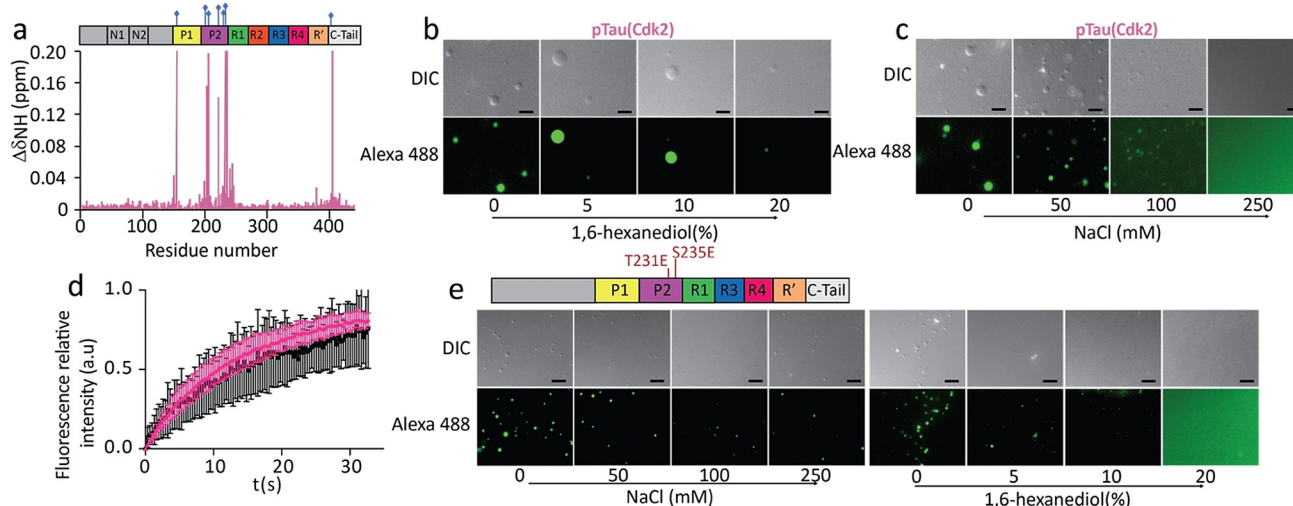 a
N1 N2 P1 P2 R1 R2 R3 R4 R' C-Tail
ΔδNH (ppm)
0.20
0.16
0.12
0.08
0.04
0
0 100 200 300 400
Residue number
b
pTau(Cdk2)
DIC
Alexa 488
0 5 10 20
1,6-hexanediol(%)
c
pTau(Cdk2)
DIC
Alexa 488
0 50 100 250
NaCl (mM)
d
Fluorescence relative
intensity (a.u)
1.0
0.5
0.0
0 10 20 30
t(s)
e
T231E S235E
P1 P2 R1 R3 R4 R' C-Tail
DIC
Alexa 488
0 50 100 250
NaCl (mM)
0 5 10 20
1,6-hexanediol(%)